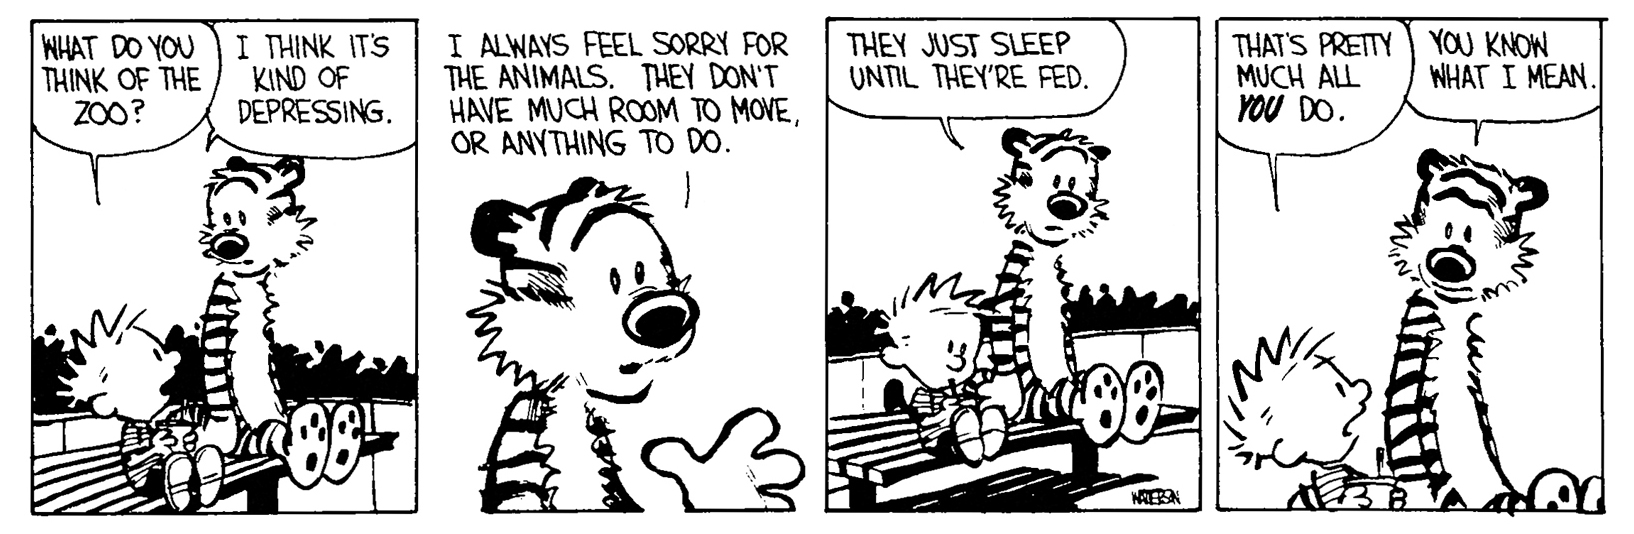 WHAT DO YOU
THINK OF THE
ZOO?
I THINK IT'S
KIND OF
DEPRESSING.
I ALWAYS FEEL SORRY FOR
THE ANIMALS. THEY DON'T
HAVE MUCH ROOM TO MOVE,
OR ANYTHING TO DO.
THEY JUST SLEEP
UNTIL THEY'RE FED.
WATTERSON
THAT'S PRETTY
MUCH ALL
YOU DO.
YOU KNOW
WHAT I MEAN.